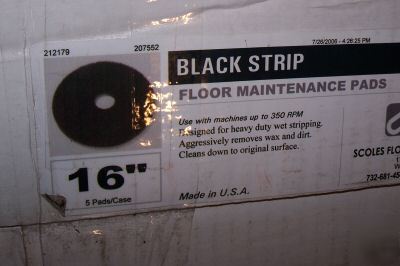 212179 207552
7/26/2006 - 4:26:25 PM
BLACK STRIP
FLOOR MAINTENANCE PADS
Use with machines up to 350 RPM
Designed for heavy duty wet stripping.
Aggressively removes wax and dirt.
Cleans down to original surface.
16"
5 Pads/Case
Made in U.S.A.
SCOLES FLO
732-681-45